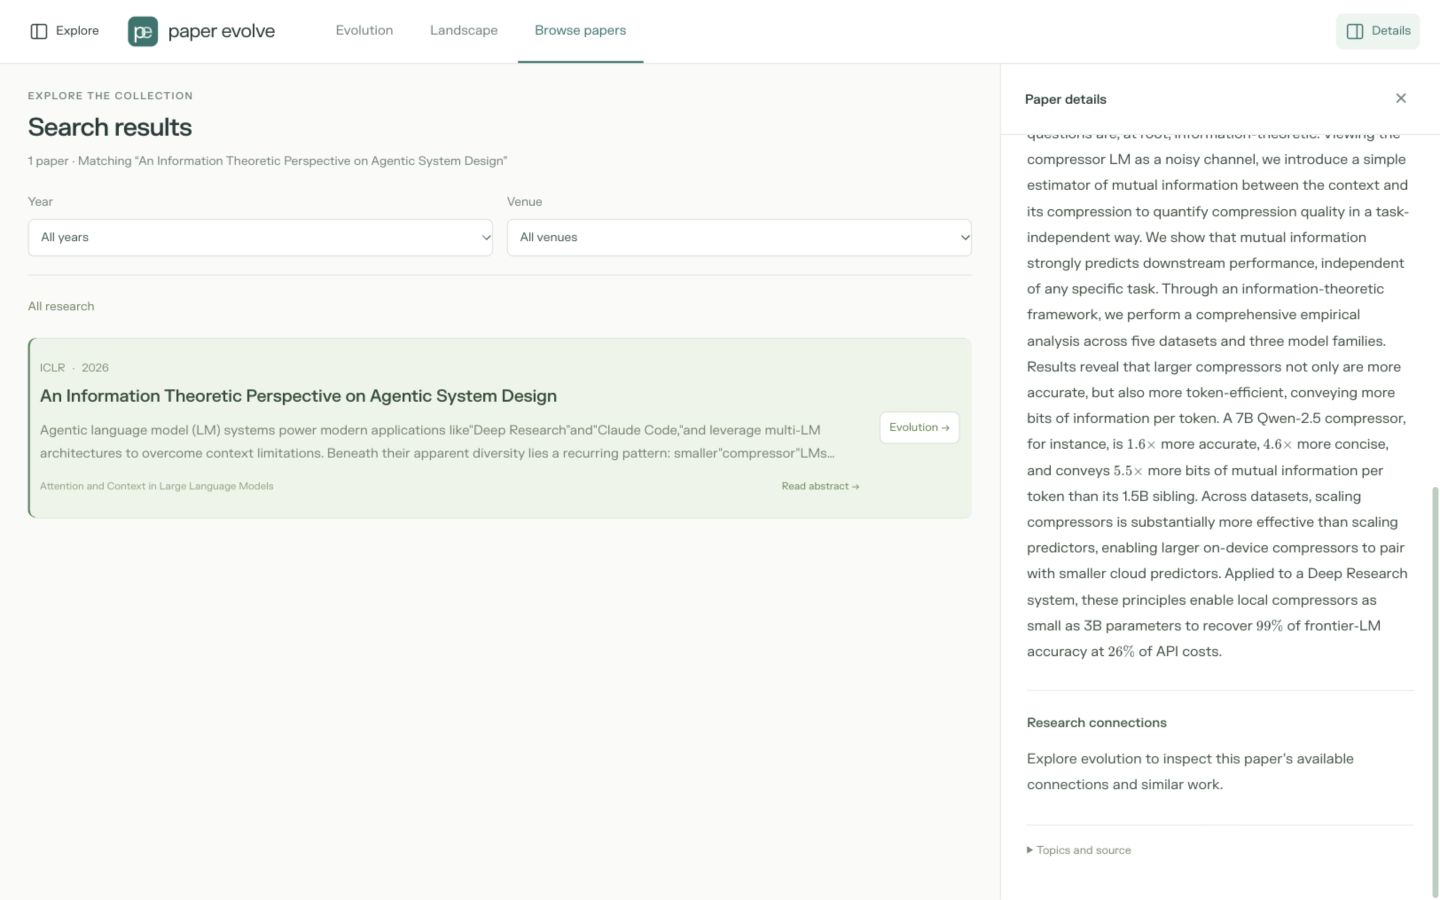 Explore
pe paper evolve
Evolution
Landscape
Browse papers
Details
EXPLORE THE COLLECTION
Search results
1 paper · Matching “An Information Theoretic Perspective on Agentic System Design”
Year
Venue
All years
All venues
All research
ICLR · 2026
An Information Theoretic Perspective on Agentic System Design
Agentic language model (LM) systems power modern applications like"Deep Research"and"Claude Code,"and leverage multi-LM
architectures to overcome context limitations. Beneath their apparent diversity lies a recurring pattern: smaller"compressor"LMs…
Attention and Context in Large Language Models
Read abstract →
Evolution →
Paper details
×
questions are, at root, information-theoretic. Viewing the
compressor LM as a noisy channel, we introduce a simple
estimator of mutual information between the context and
its compression to quantify compression quality in a task-
independent way. We show that mutual information
strongly predicts downstream performance, independent
of any specific task. Through an information-theoretic
framework, we perform a comprehensive empirical
analysis across five datasets and three model families.
Results reveal that larger compressors not only are more
accurate, but also more token-efficient, conveying more
bits of information per token. A 7B Qwen-2.5 compressor,
for instance, is 1.6× more accurate, 4.6× more concise,
and conveys 5.5× more bits of mutual information per
token than its 1.5B sibling. Across datasets, scaling
compressors is substantially more effective than scaling
predictors, enabling larger on-device compressors to pair
with smaller cloud predictors. Applied to a Deep Research
system, these principles enable local compressors as
small as 3B parameters to recover 99% of frontier-LM
accuracy at 26% of API costs.
Research connections
Explore evolution to inspect this paper's available
connections and similar work.
▶ Topics and source